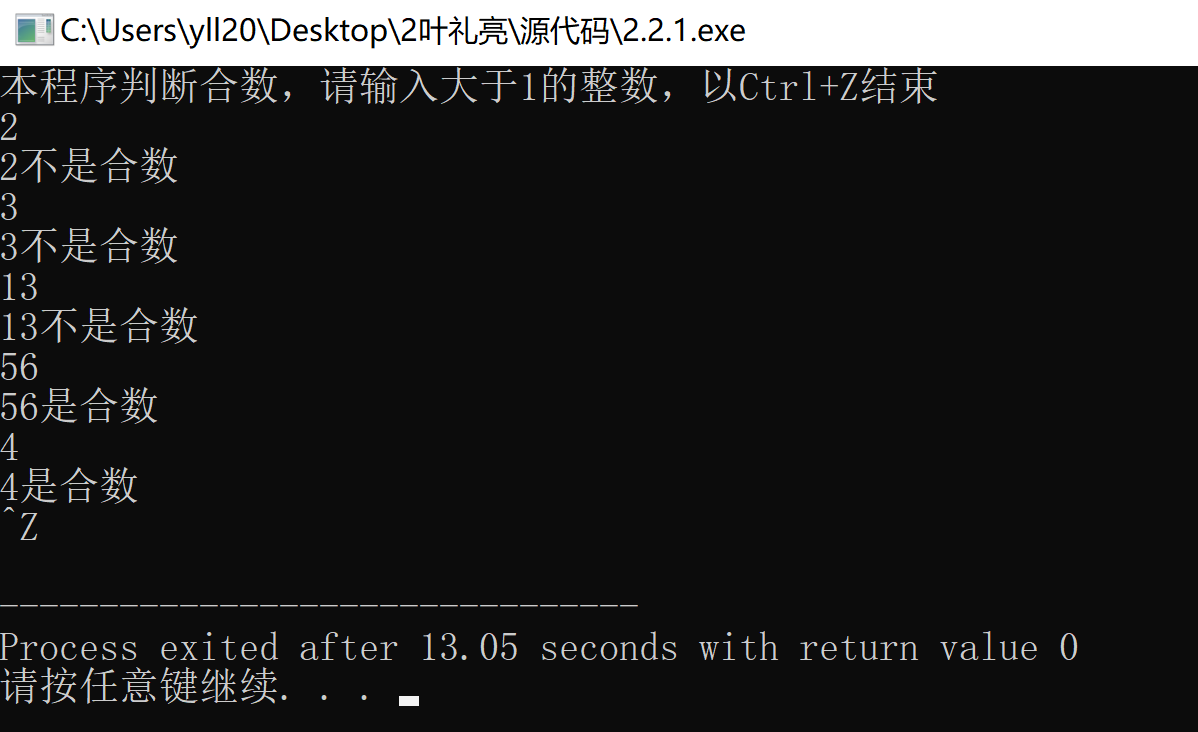 C:\Users\yll20\Desktop\2叶礼亮\源代码\2.2.1.exe
本程序判断合数，请输入大于1的整数，以Ctrl+Z结束
2
2不是合数
3
3不是合数
13
13不是合数
56
56是合数
4
4是合数
^Z
--------------------------------
Process exited after 13.05 seconds with return value 0
请按任意键继续. . .